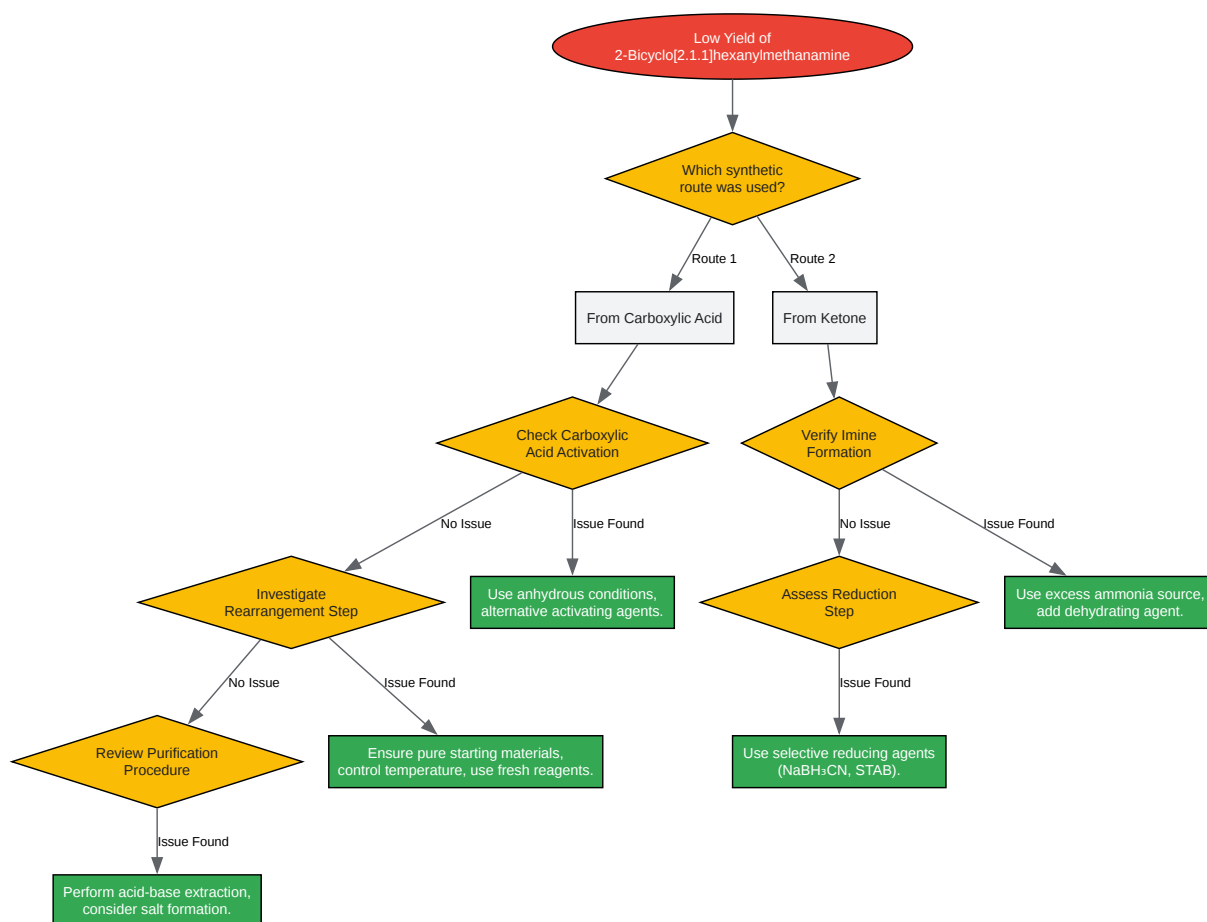 Low Yield of
2-Bicyclo[2.1.1]hexanylmethanamine
Which synthetic
route was used?
Route 1
Route 2
From Carboxylic Acid
From Ketone
Check Carboxylic
Acid Activation
Verify Imine
Formation
No Issue
Issue Found
No Issue
Issue Found
Investigate
Rearrangement Step
Use anhydrous conditions,
alternative activating agents.
Assess Reduction
Step
Use excess ammonia source,
add dehydrating agent.
No Issue
Issue Found
Issue Found
Review Purification
Procedure
Ensure pure starting materials,
control temperature, use fresh reagents.
Use selective reducing agents
(NaBH₃CN, STAB).
Issue Found
Perform acid-base extraction,
consider salt formation.